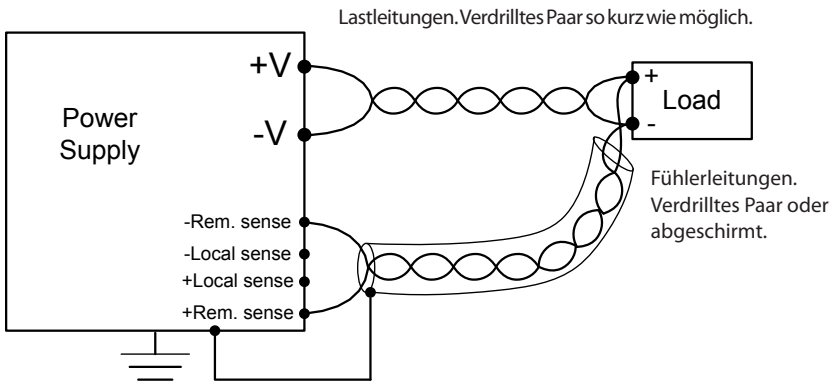 Lastleitungen. Verdrilltes Paar so kurz wie möglich.
+V
-V
Power
Supply
+
Load
-
-Rem. sense
-Local sense
+Local sense
+Rem. sense
Fühlerleitungen.
Verdrilltes Paar oder
abgeschirmt.